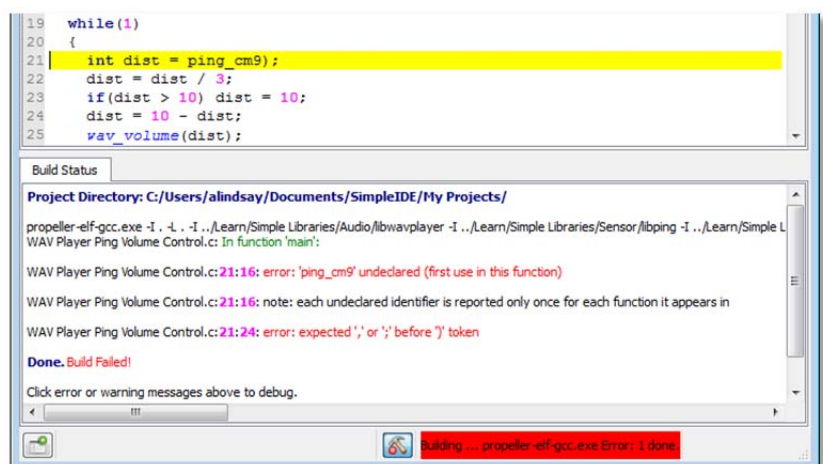 19 while(1)
20 {
21 int dist = ping_cm9);
22 dist = dist / 3;
23 if(dist > 10) dist = 10;
24 dist = 10 - dist;
25 wav_volume(dist);
Build Status
Project Directory: C:/Users/alindsay/Documents/SimpleIDE/My Projects/
propeller-elf-gcc.exe -I . -L . -I ../Learn/Simple Libraries/Audio/libwavplayer -I ../Learn/Simple Libraries/Sensor/libping -I ../Learn/Simple L
WAV Player Ping Volume Control.c: In function 'main':
WAV Player Ping Volume Control.c:21:16: error: 'ping_cm9' undeclared (first use in this function)
WAV Player Ping Volume Control.c:21:16: note: each undeclared identifier is reported only once for each function it appears in
WAV Player Ping Volume Control.c:21:24: error: expected ',' or ';' before ')' token
Done. Build Failed!
Click error or warning messages above to debug.
Building ... propeller-elf-gcc.exe Error: 1 done.